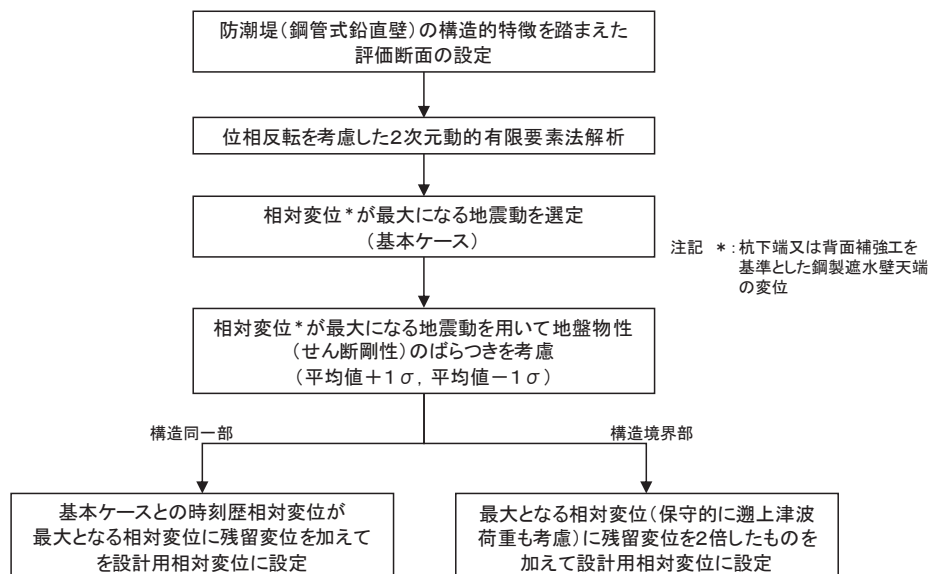 防潮堤(鋼管式鉛直壁)の構造的特徴を踏まえた
評価断面の設定
位相反転を考慮した2次元動的有限要素法解析
相対変位*が最大になる地震動を選定
(基本ケース)
注記 *:杭下端又は背面補強工を
基準とした鋼製遮水壁天端
の変位
相対変位*が最大になる地震動を用いて地盤物性
(せん断剛性)のばらつきを考慮
(平均値+1σ,平均値-1σ)
構造同一部
構造境界部
基本ケースとの時刻歴相対変位が
最大となる相対変位に残留変位を加えて
を設計用相対変位に設定
最大となる相対変位(保守的に遡上津波
荷重も考慮)に残留変位を2倍したものを
加えて設計用相対変位に設定